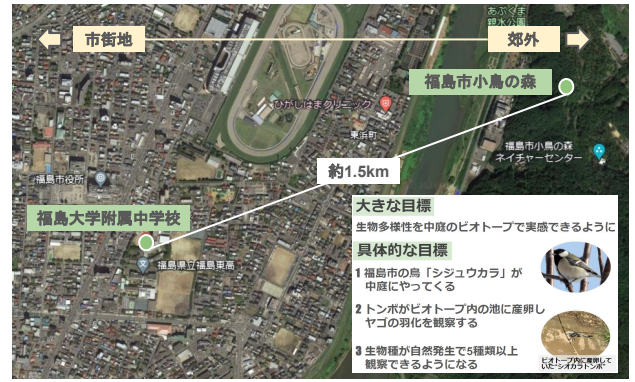 あぶくま
親水公園
市街地
郊外
福島市小鳥の森
ひがしはまクリニック
東浜町
福島市小鳥の森
ネイチャーセンター
約1.5km
福島市役所
福島大学附属中学校
福島県立福島東高
大きな目標
生物多様性を中庭のビオトープで実感できるように
具体的な目標
1 福島市の鳥「シジュウカラ」が
中庭にやってくる
2 トンボがビオトープ内の池に産卵し
ヤゴの羽化を観察する
3 生物種が自然発生で5種類以上
観察できるようになる
ビオトープ内に産卵して
いた“シオカラトンボ”